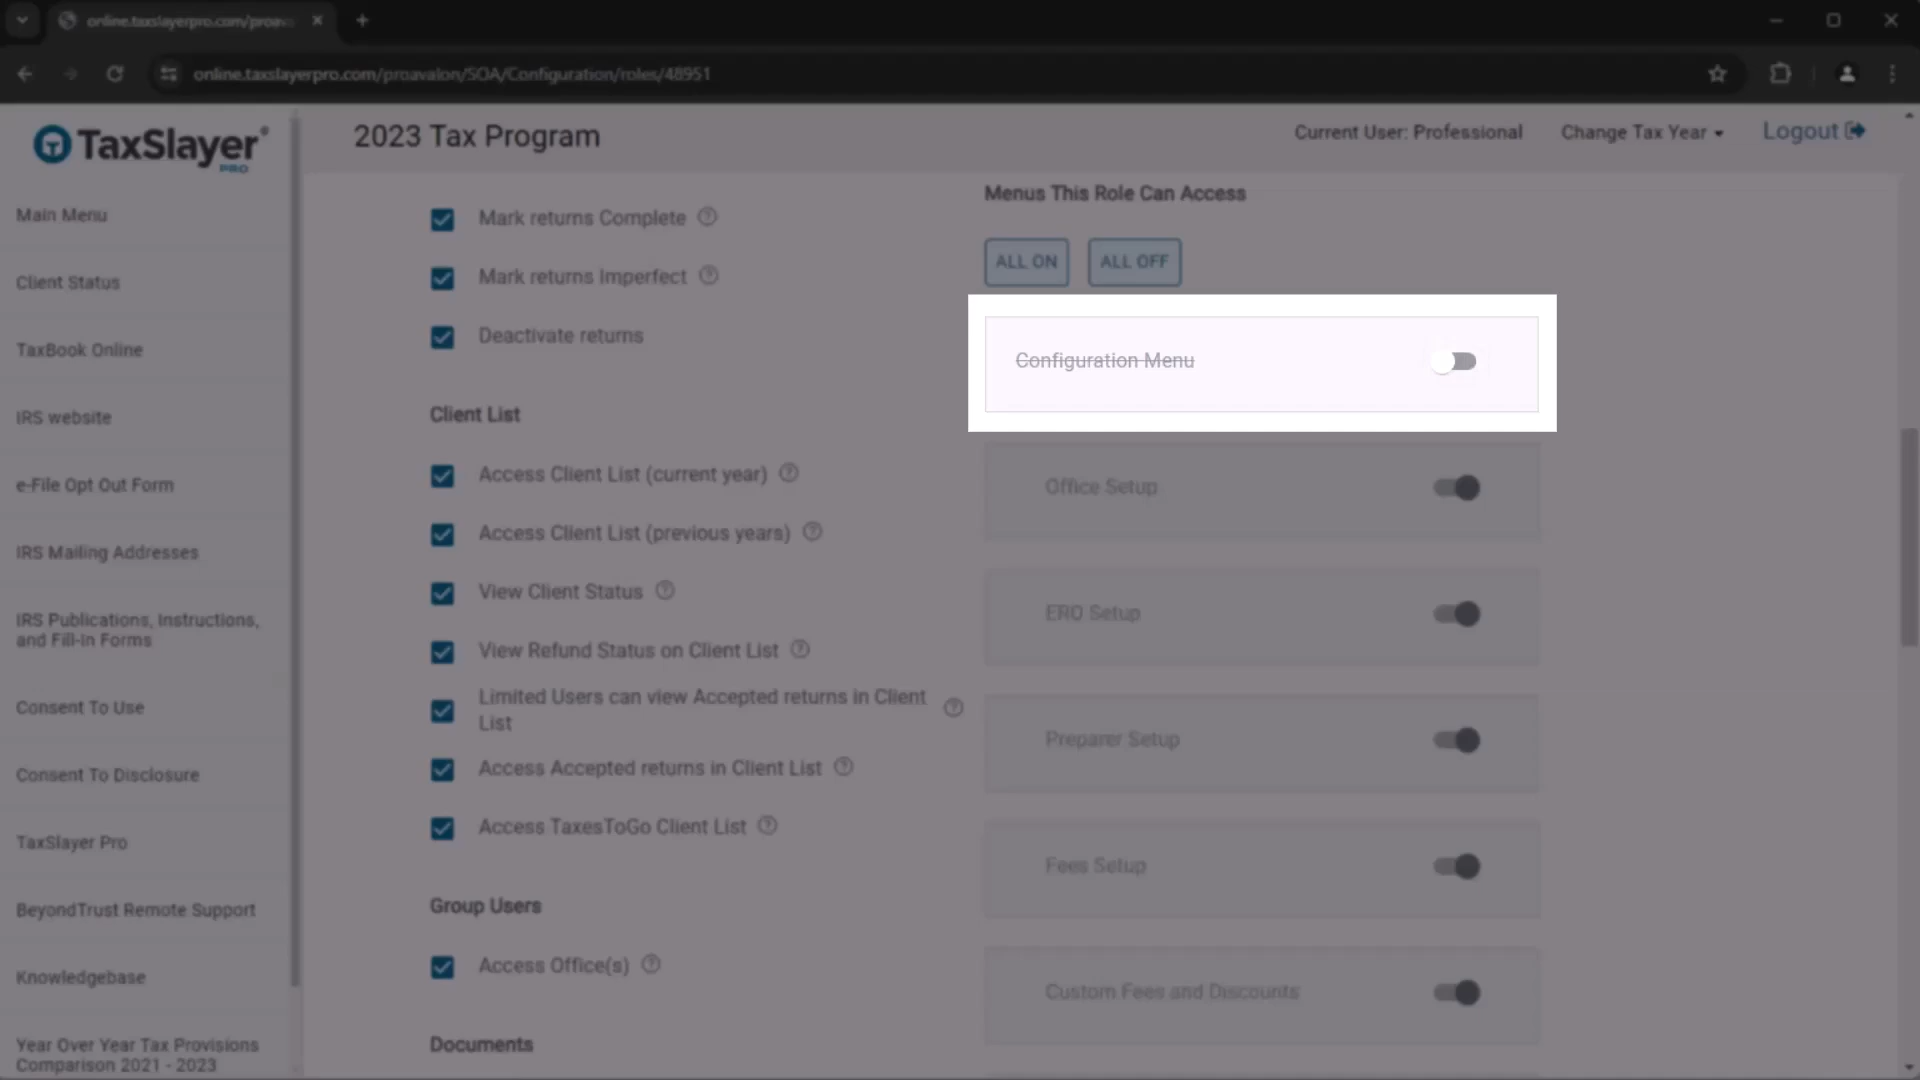 online.taxslayerpro.com/proava
online.taxslayerpro.com/proavalon/SOA/Configuration/roles/48951
TaxSlayer®
PRO
2023 Tax Program
Current User: Professional
Change Tax Year
Logout
Main Menu
Client Status
TaxBook Online
IRS website
e-File Opt Out Form
IRS Mailing Addresses
IRS Publications, Instructions,
and Fill-In Forms
Consent To Use
Consent To Disclosure
TaxSlayer Pro
BeyondTrust Remote Support
Knowledgebase
Year Over Year Tax Provisions
Comparison 2021 - 2023
Mark returns Complete ?
Mark returns Imperfect ?
Deactivate returns
Client List
Access Client List (current year) ?
Access Client List (previous years) ?
View Client Status ?
View Refund Status on Client List ?
Limited Users can view Accepted returns in Client ?
List
Access Accepted returns in Client List ?
Access TaxesToGo Client List ?
Group Users
Access Office(s) ?
Documents
Menus This Role Can Access
ALL ON
ALL OFF
Configuration Menu
Office Setup
ERO Setup
Preparer Setup
Fees Setup
Custom Fees and Discounts